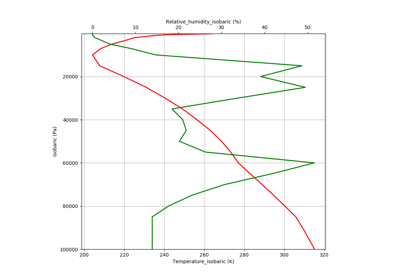 Relative_humidity_isobaric (%)
0 10 20 30 40 50
20000
40000
60000
80000
100000
Isobaric (Pa)
200 220 240 260 280 300 320
Temperature_isobaric (K)